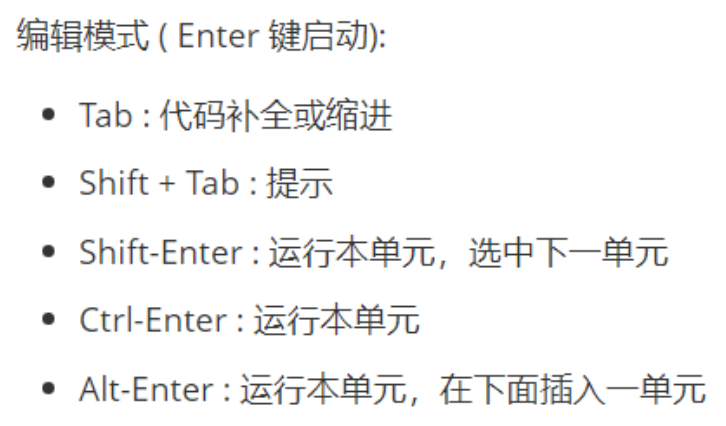 编辑模式 ( Enter 键启动):
• Tab : 代码补全或缩进
• Shift + Tab : 提示
• Shift-Enter : 运行本单元，选中下一单元
• Ctrl-Enter : 运行本单元
• Alt-Enter : 运行本单元，在下面插入一单元